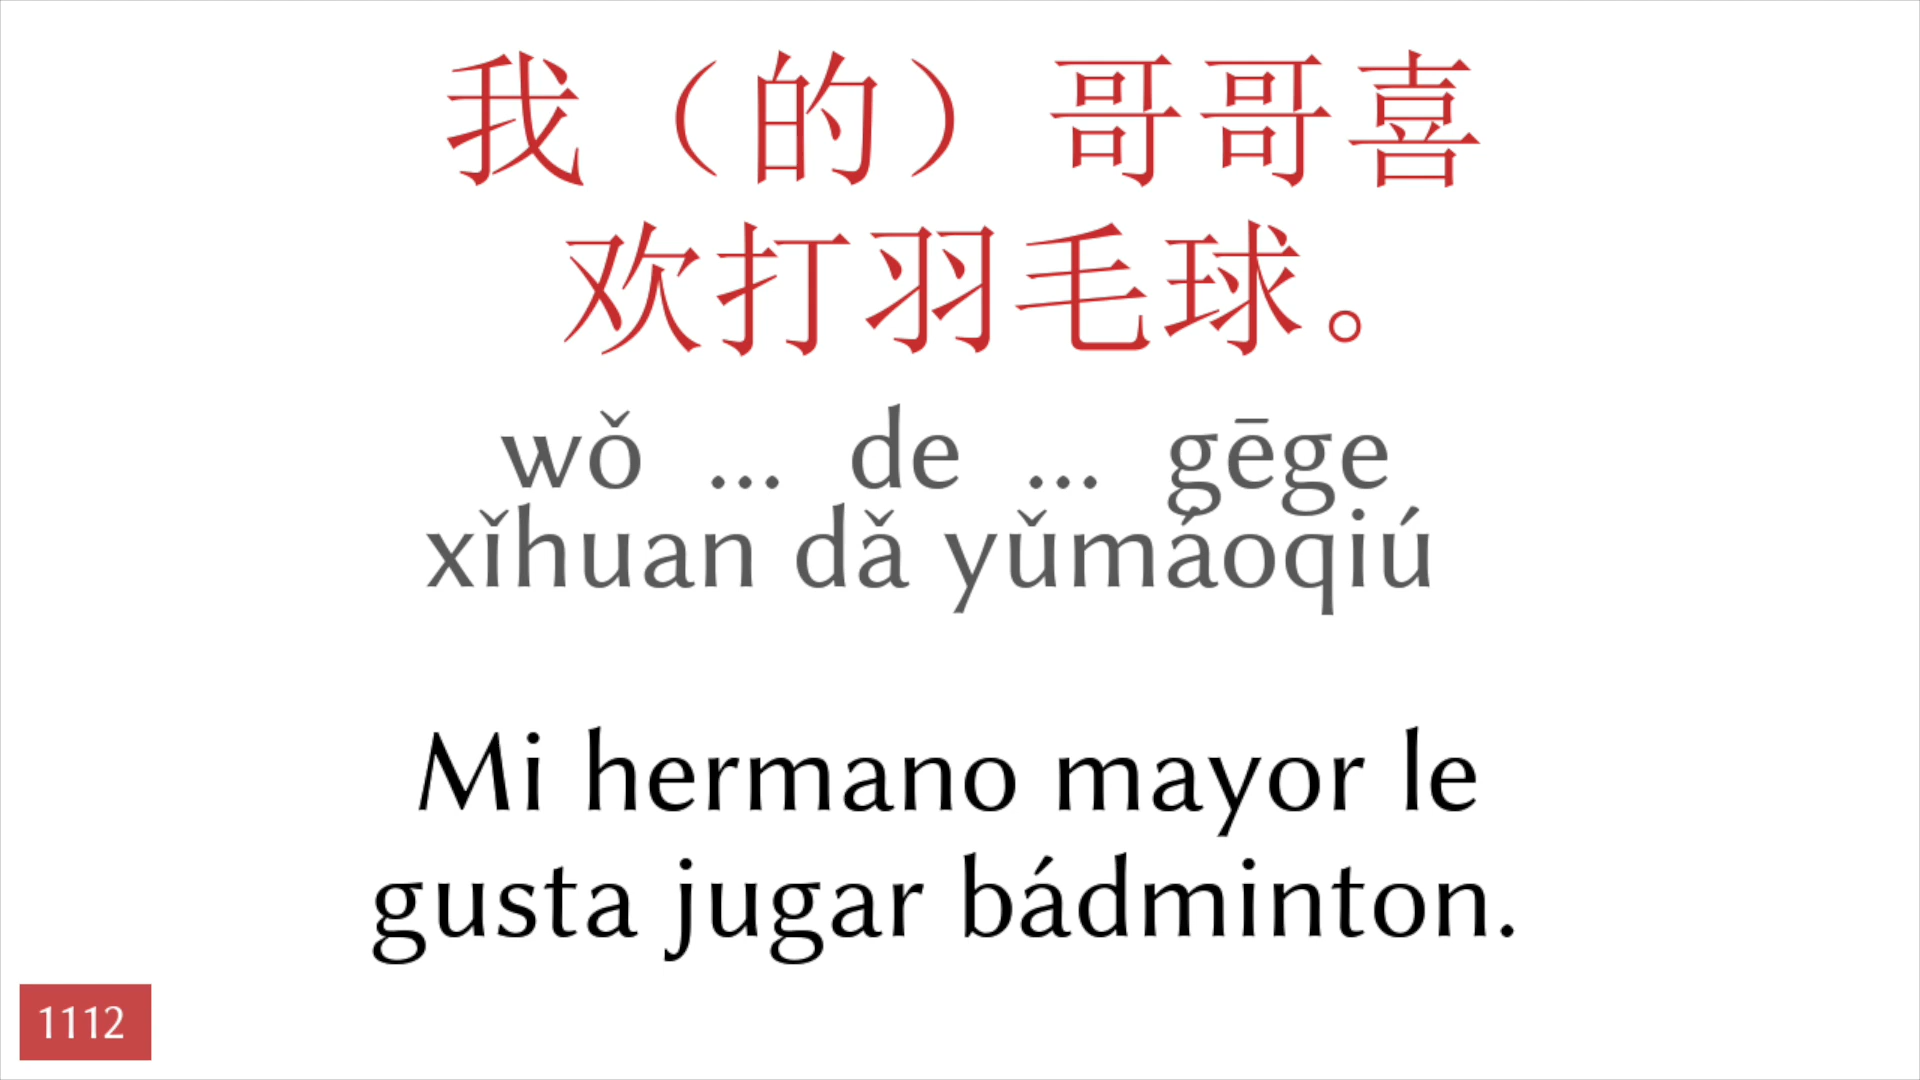 我（的）哥哥喜
欢打羽毛球。
wǒ ... de ... gēge
xǐhuan dǎ yǔmáoqiú
Mi hermano mayor le
gusta jugar bádminton.
1112